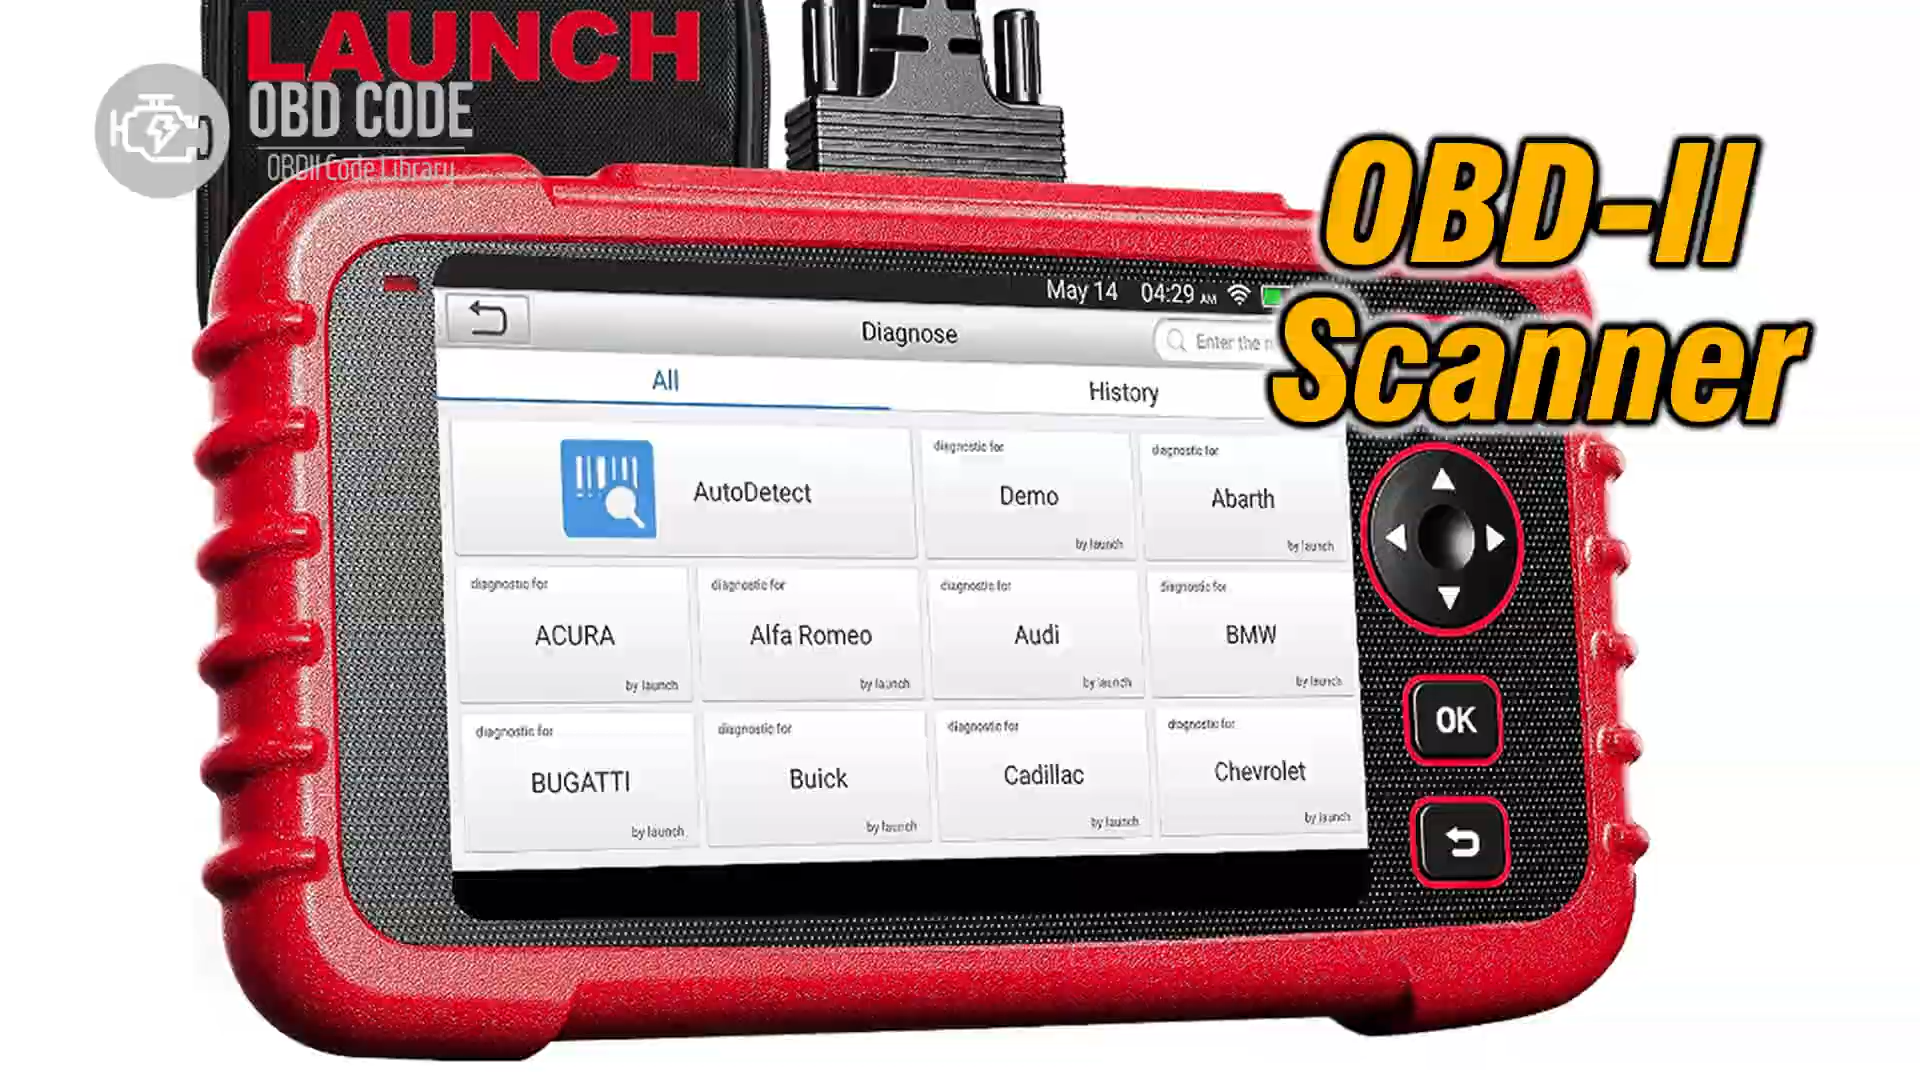 LAUNCH
OBD CODE
OBDII Code Library
OBD-II
Scanner
May 14 04:29 AM
Diagnose
Enter the
All
History
AutoDetect
diagnostic for
Demo
by launch
diagnostic for
Abarth
by launch
diagnostic for
ACURA
by launch
diagnostic for
Alfa Romeo
by launch
diagnostic for
Audi
by launch
diagnostic for
BMW
by launch
diagnostic for
BUGATTI
by launch
diagnostic for
Buick
by launch
diagnostic for
Cadillac
by launch
diagnostic for
Chevrolet
by launch
OK